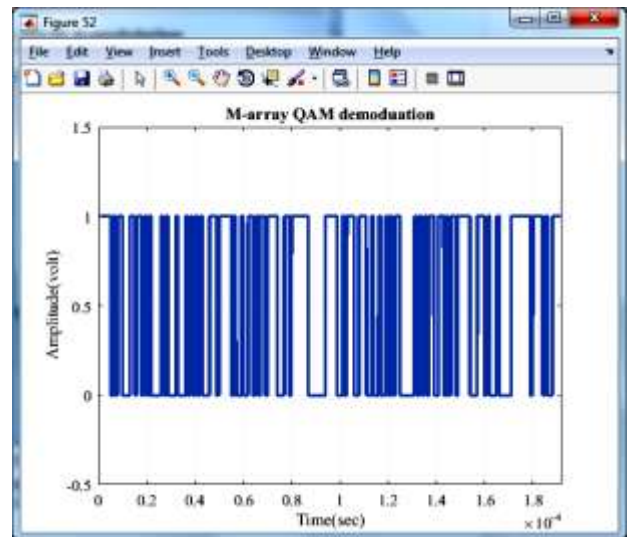 Figure 52
File Edit View Insert Tools Desktop Window Help
M-array QAM demoduation
1.5
1
0.5
0
-0.5
Amplitude(volt)
0 0.2 0.4 0.6 0.8 1 1.2 1.4 1.6 1.8
Time(sec)
×10⁻⁴